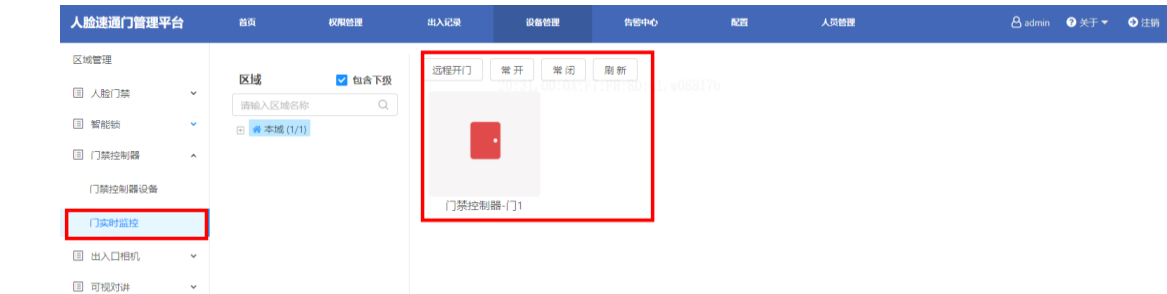 人脸速通门管理平台 首页 权限管理 出入记录 设备管理 告警中心 配置 人员管理 admin 关于 注销
区域管理
人脸门禁
智能锁
门禁控制器
门禁控制器设备
门实时监控
出入口相机
可视对讲
区域 包含下级
请输入区域名称
本域 (1/1)
远程开门 常开 常闭 刷新
门禁控制器-门1